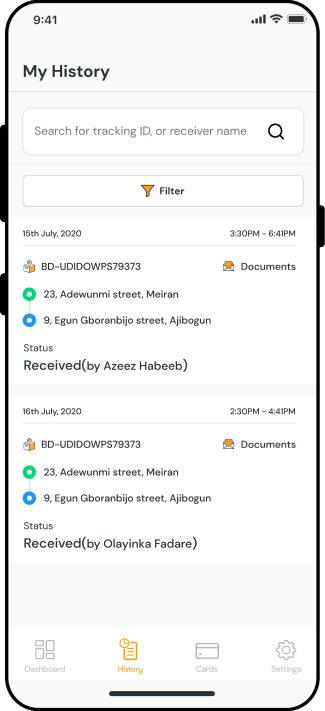 9:41
My History
Search for tracking ID, or receiver name
Filter
15th July, 2020 3:30PM - 6:41PM
BD-UDIDOWPS79373 Documents
23, Adewunmi street, Meiran
9, Egun Gboranbijo street, Ajibogun
Status
Received(by Azeez Habeeb)
16th July, 2020 2:30PM - 4:41PM
BD-UDIDOWPS79373 Documents
23, Adewunmi street, Meiran
9, Egun Gboranbijo street, Ajibogun
Status
Received(by Olayinka Fadare)
Dashboard History Cards Settings